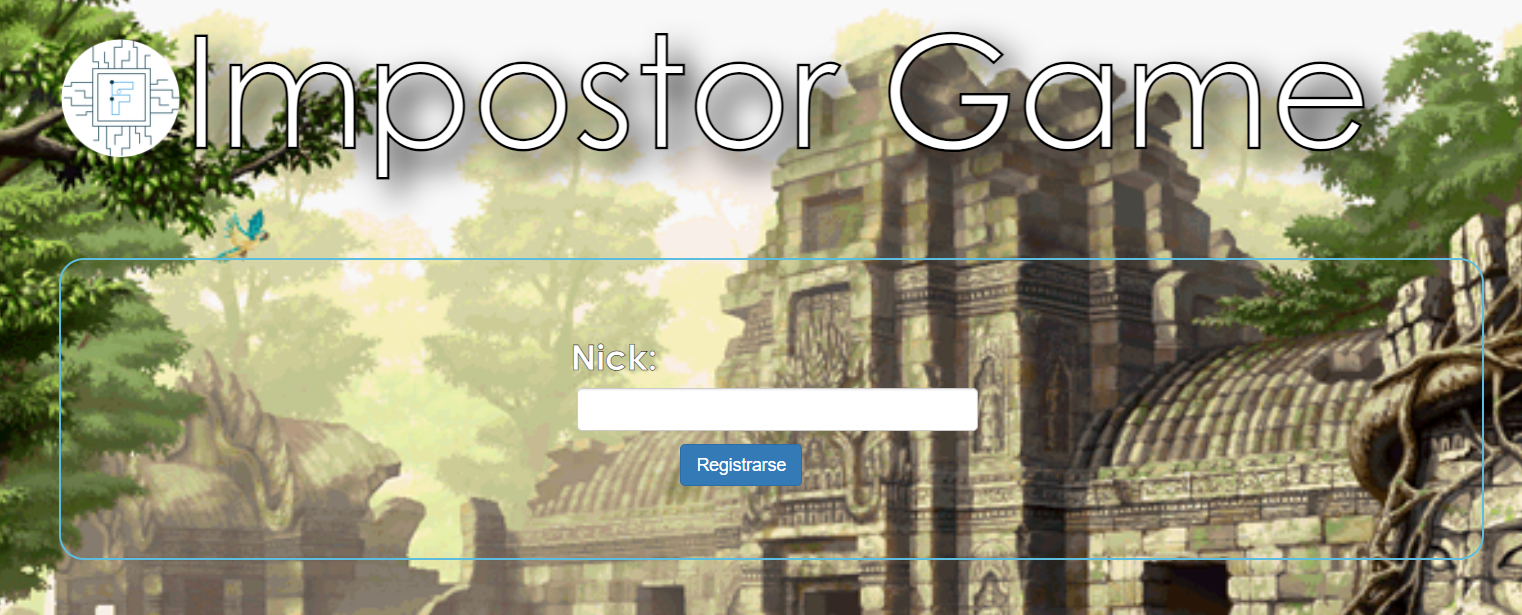 F
Impostor Game
Nick:
Registrarse